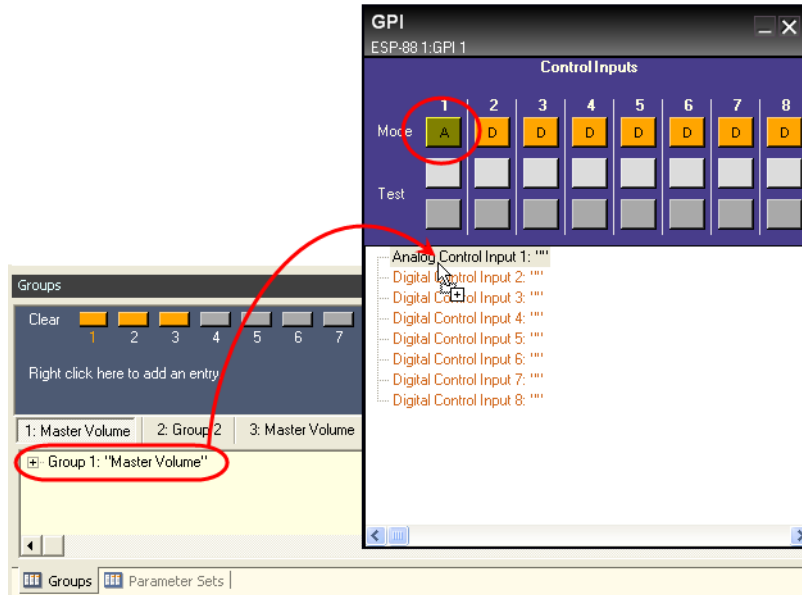 GPI
ESP-88 1:GPI 1
Control Inputs
1 2 3 4 5 6 7 8
Mode A D D D D D D D
Test
Analog Control Input 1: ""
Digital Control Input 2: ""
Digital Control Input 3: ""
Digital Control Input 4: ""
Digital Control Input 5: ""
Digital Control Input 6: ""
Digital Control Input 7: ""
Digital Control Input 8: ""
Groups
Clear
1 2 3 4 5 6 7
Right click here to add an entry
1: Master Volume 2: Group 2 3: Master Volume
Group 1: "Master Volume"
Groups Parameter Sets